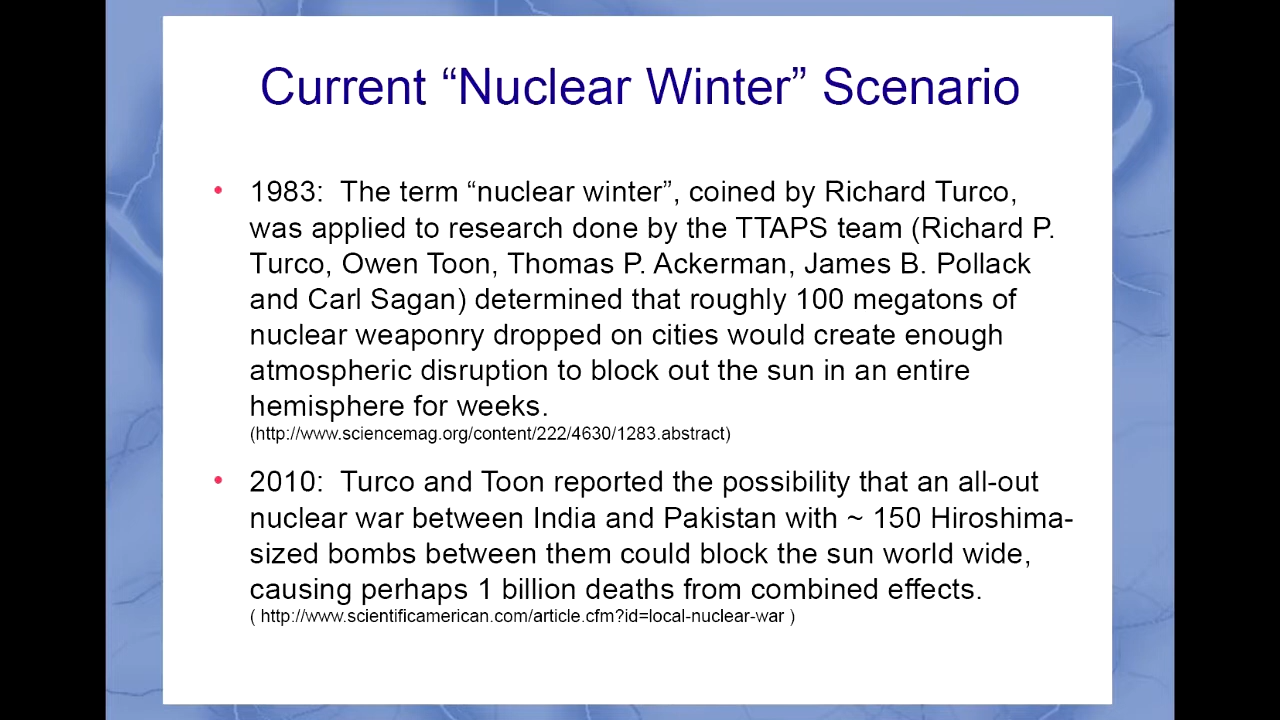 Current “Nuclear Winter” Scenario
• 1983:  The term “nuclear winter”, coined by Richard Turco,
was applied to research done by the TTAPS team (Richard P.
Turco, Owen Toon, Thomas P. Ackerman, James B. Pollack
and Carl Sagan) determined that roughly 100 megatons of
nuclear weaponry dropped on cities would create enough
atmospheric disruption to block out the sun in an entire
hemisphere for weeks.
(http://www.sciencemag.org/content/222/4630/1283.abstract)
• 2010:  Turco and Toon reported the possibility that an all-out
nuclear war between India and Pakistan with ~ 150 Hiroshima-
sized bombs between them could block the sun world wide,
causing perhaps 1 billion deaths from combined effects.
( http://www.scientificamerican.com/article.cfm?id=local-nuclear-war )